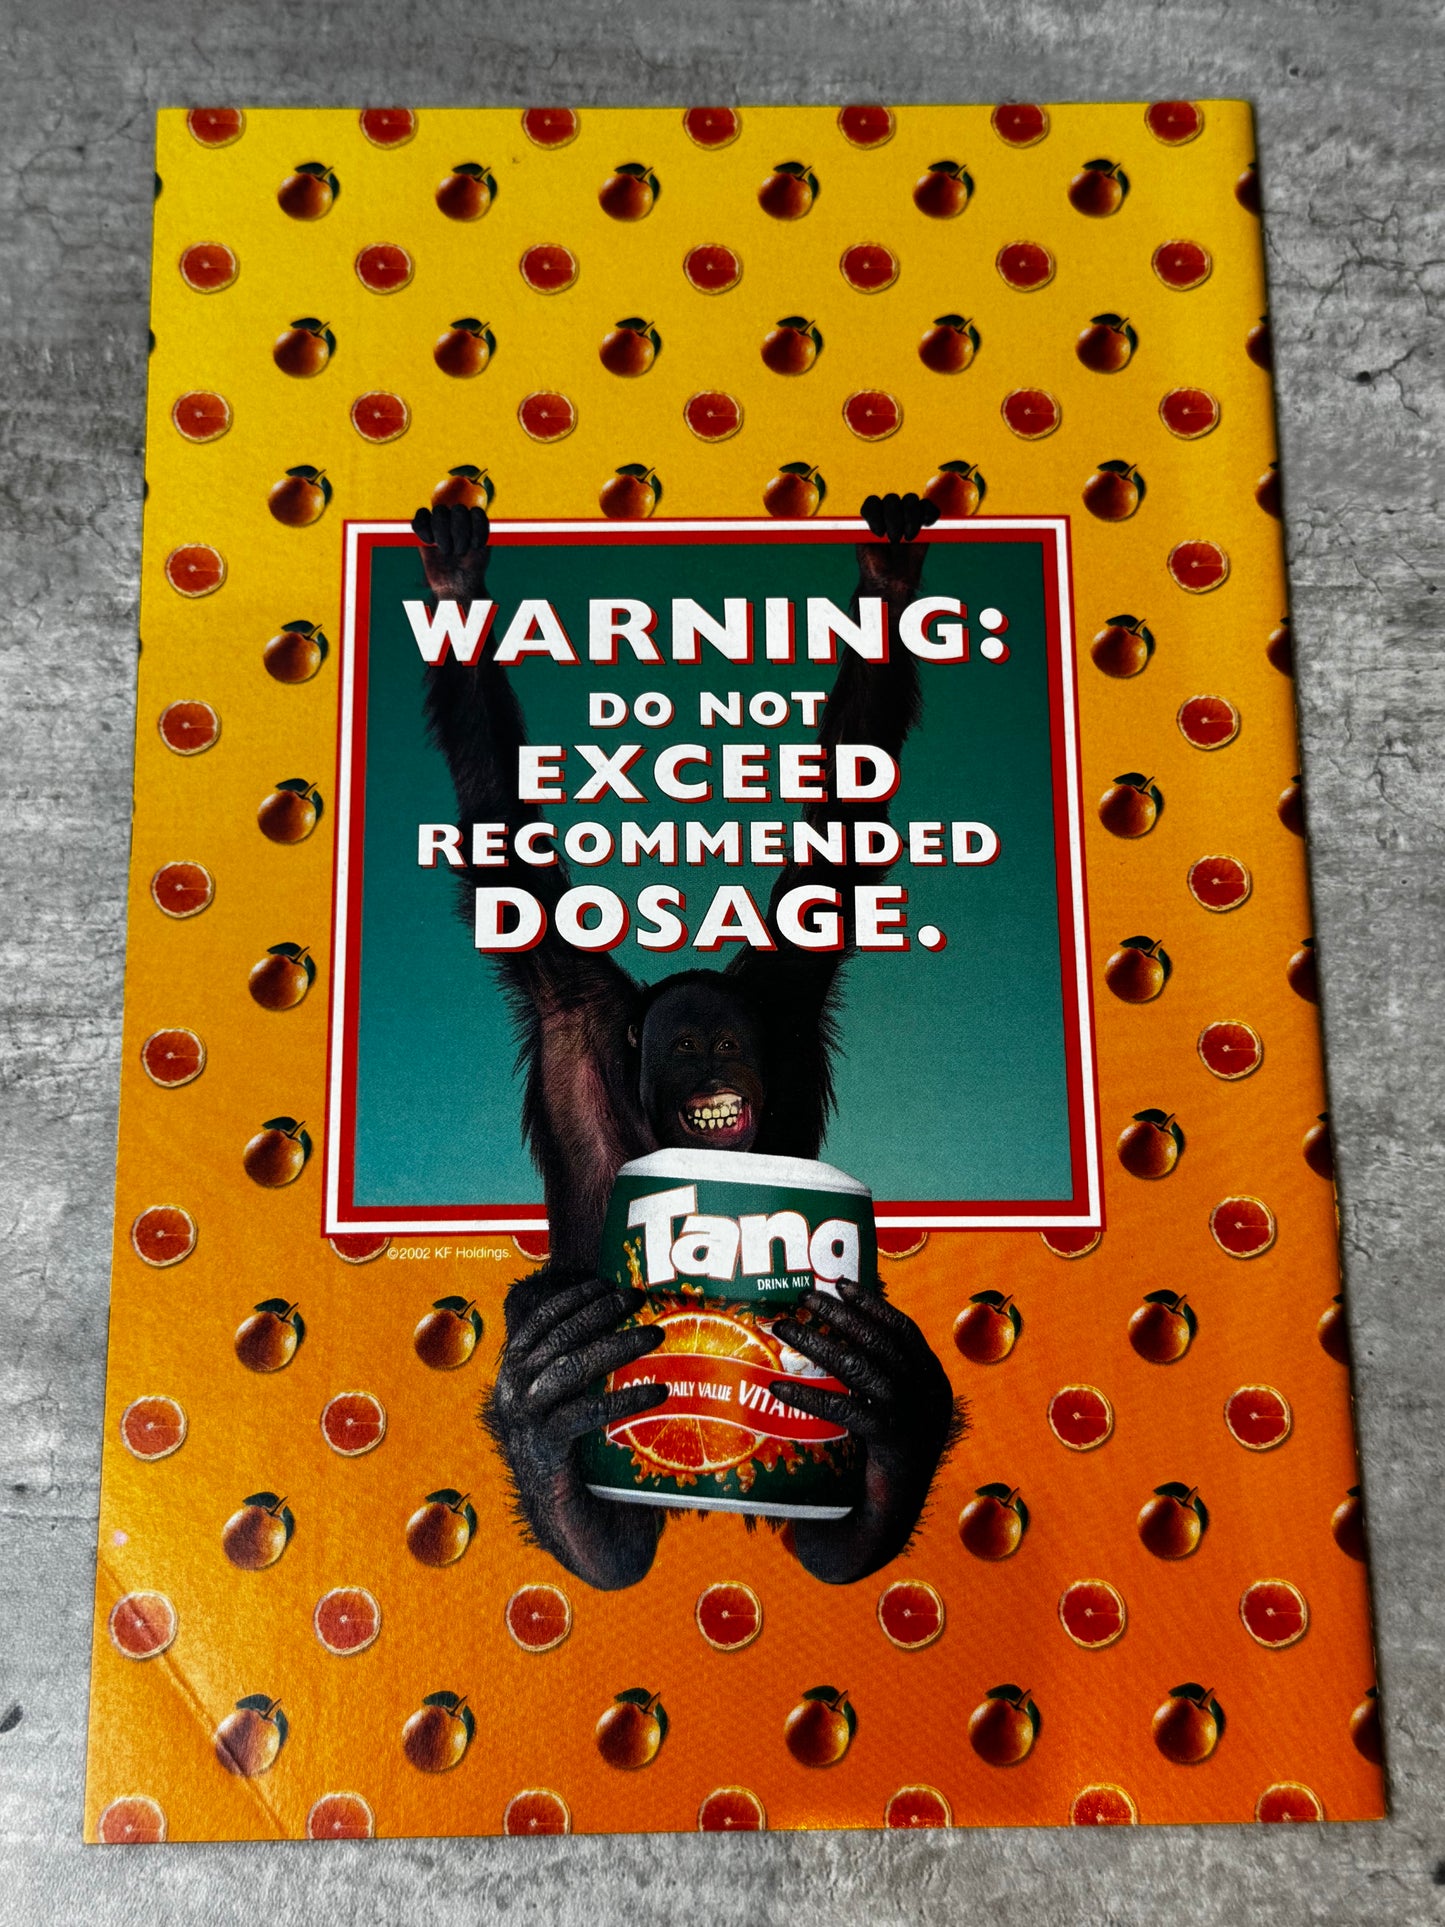 WARNING:
DO NOT
EXCEED
RECOMMENDED
DOSAGE.
©2002 KF Holdings.
Tang
DRINK MIX
DAILY VALUE